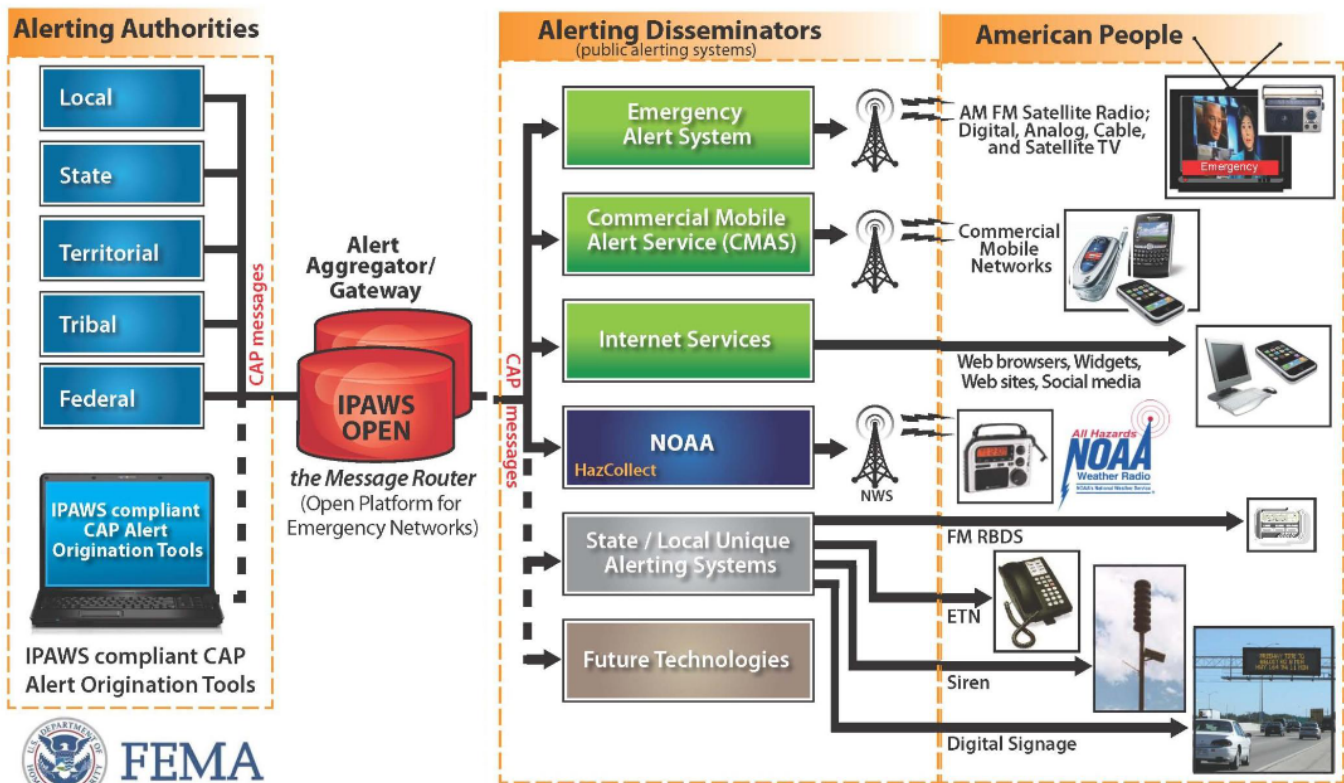 Alerting Authorities
Local
State
Territorial
Tribal
Federal
CAP messages
IPAWS compliant
CAP Alert
Origination Tools
IPAWS compliant CAP
Alert Origination Tools
FEMA
Alert
Aggregator/
Gateway
IPAWS
OPEN
the Message Router
(Open Platform for
Emergency Networks)
CAP messages
Alerting Disseminators
(public alerting systems)
Emergency
Alert System
Commercial Mobile
Alert Service (CMAS)
Internet Services
NOAA
HazCollect
NWS
State / Local Unique
Alerting Systems
Future Technologies
American People
AM FM Satellite Radio;
Digital, Analog, Cable,
and Satellite TV
Emergency
Commercial
Mobile
Networks
Web browsers, Widgets,
Web sites, Social media
All Hazards
NOAA
Weather Radio
FM RBDS
ETN
Siren
Digital Signage